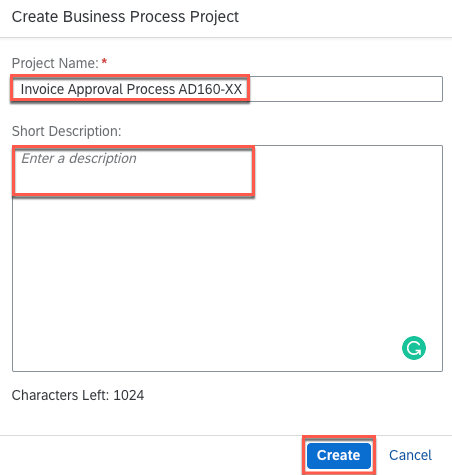 Create Business Process Project
Project Name: *
Invoice Approval Process AD160-XX
Short Description:
Enter a description
Characters Left: 1024
Create Cancel